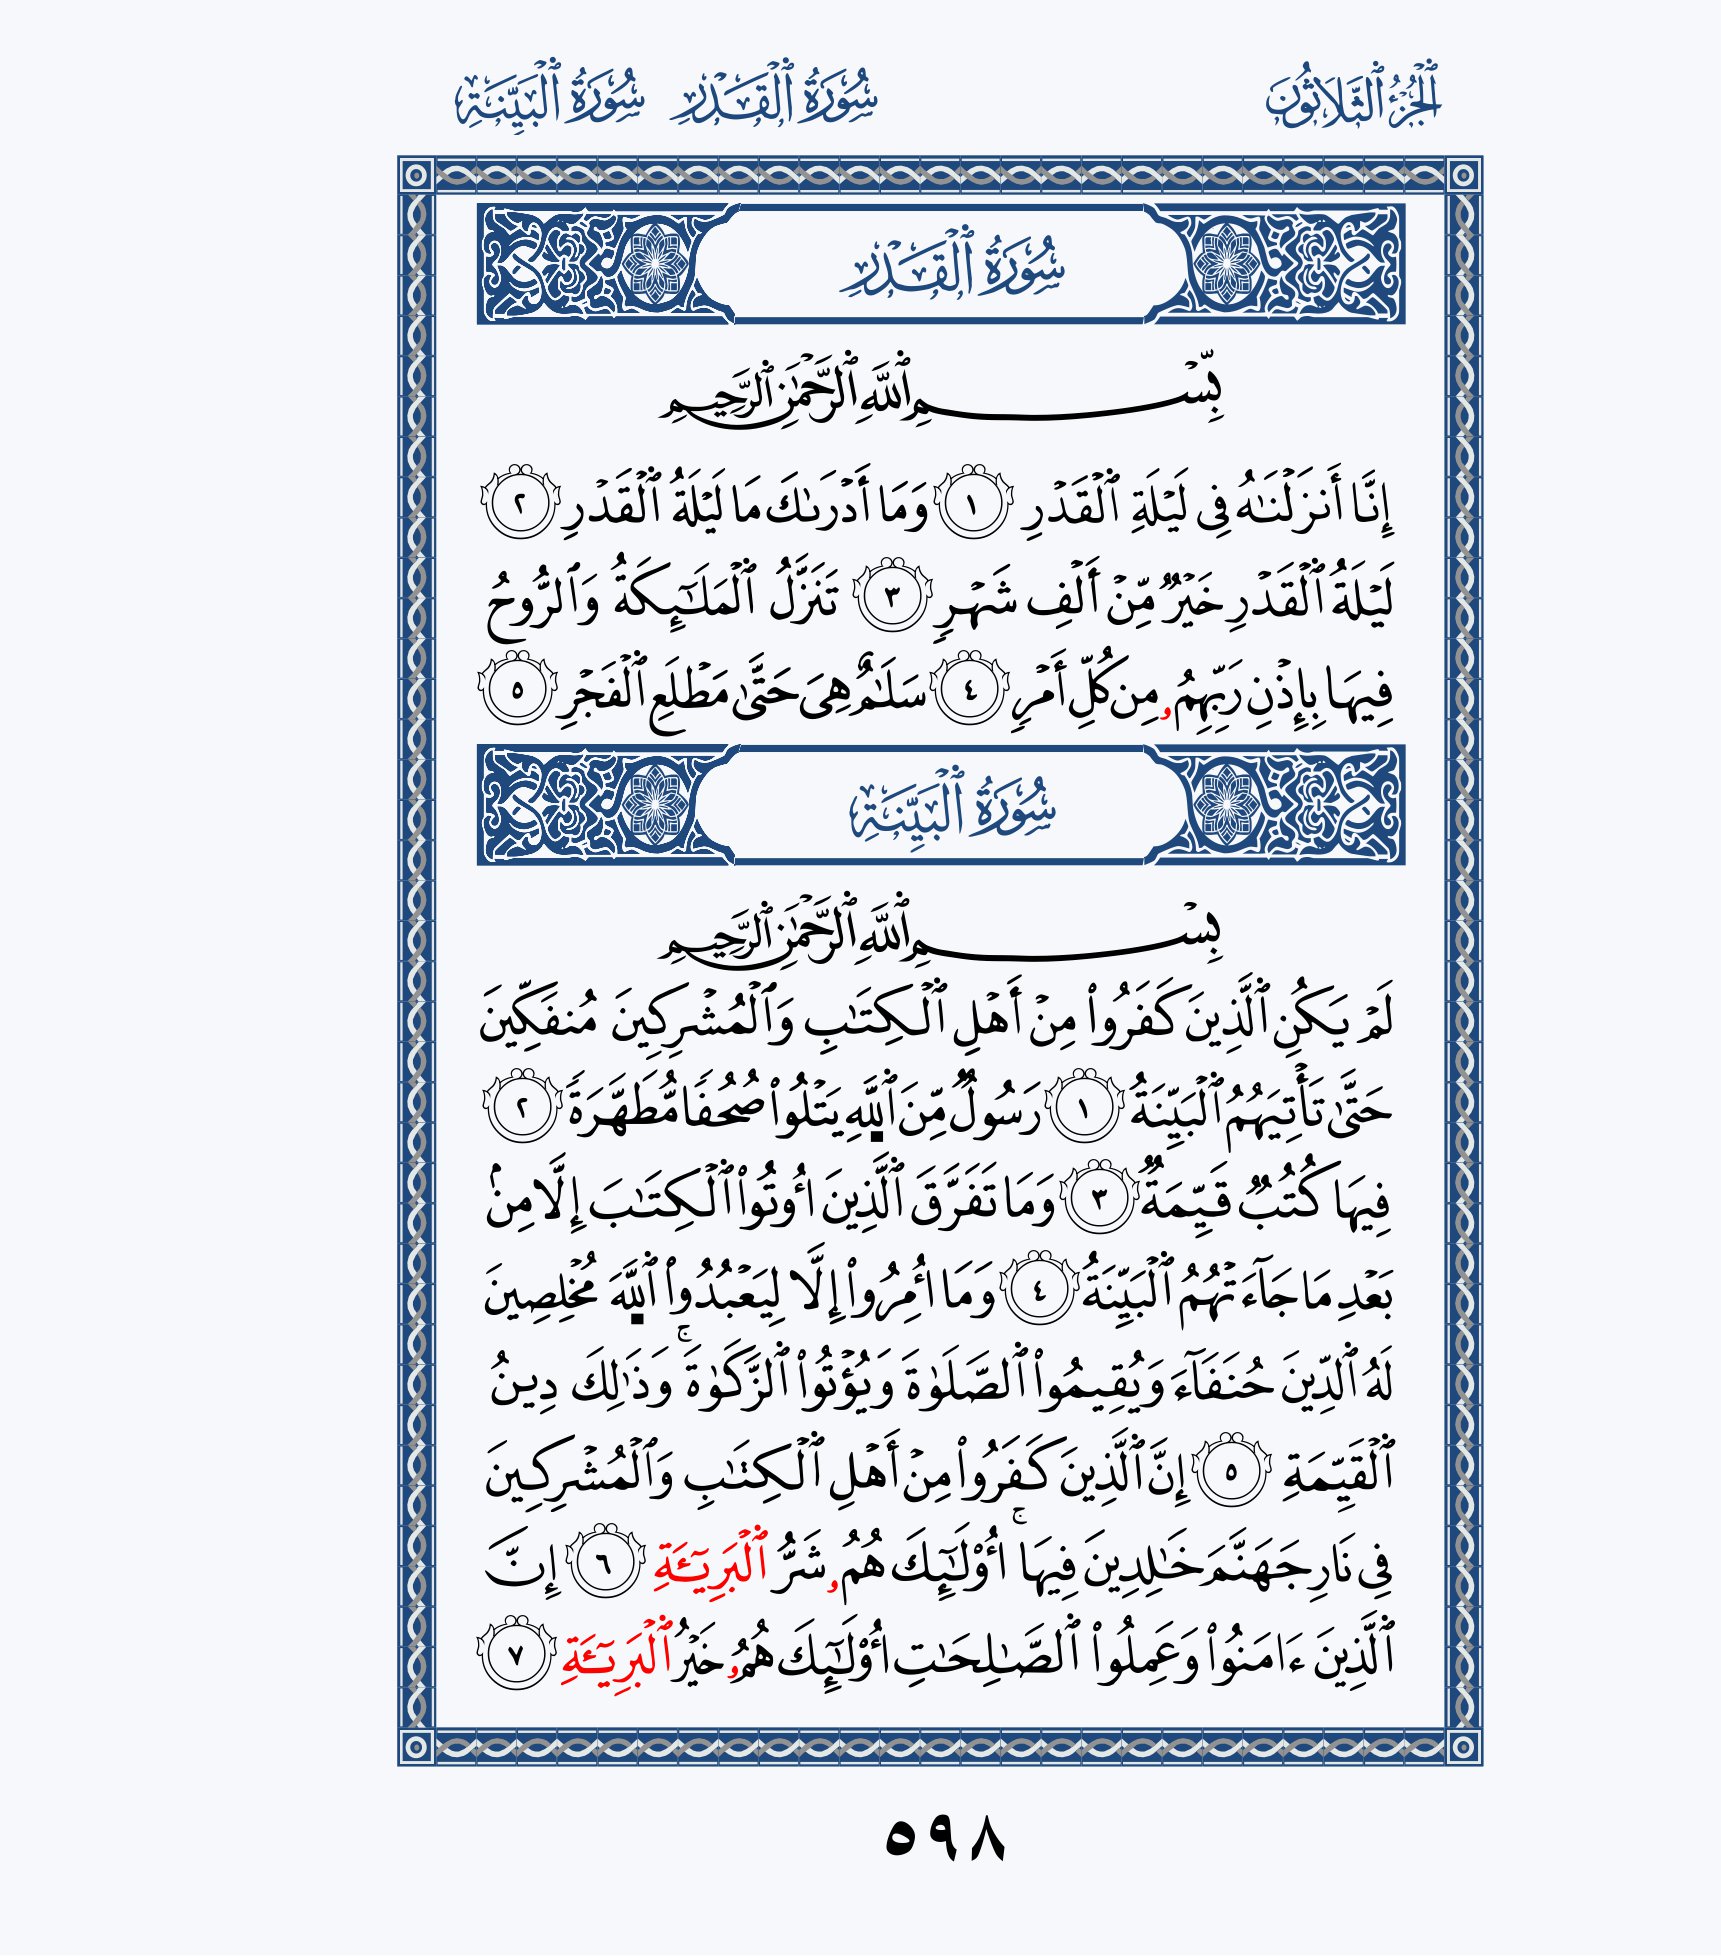 ٱلْجُزْءُ ٱلثَّلَاثُونَ سُورَةُ ٱلْقَدْرِ سُورَةُ ٱلْبَيِّنَةِ
سُورَةُ ٱلْقَدْرِ
بِّسْمِ ٱللَّهِ ٱلرَّحْمَٰنِ ٱلرَّحِيمِ
إِنَّا أَنزَلْنَٰهُ فِى لَيْلَةِ ٱلْقَدْرِ ١ وَمَا أَدْرَىٰكَ مَا لَيْلَةُ ٱلْقَدْرِ ٢
لَيْلَةُ ٱلْقَدْرِ خَيْرٌ مِّنْ أَلْفِ شَهْرٍ ٣ تَنَزَّلُ ٱلْمَلَٰٓئِكَةُ وَٱلرُّوحُ
فِيهَا بِإِذْنِ رَبِّهِمُۥ مِن كُلِّ أَمْرٍ ٤ سَلَٰمٌ هِىَ حَتَّىٰ مَطْلَعِ ٱلْفَجْرِ ٥
سُورَةُ ٱلْبَيِّنَةِ
بِسْمِ ٱللَّهِ ٱلرَّحْمَٰنِ ٱلرَّحِيمِ
لَمْ يَكُنِ ٱلَّذِينَ كَفَرُوا۟ مِنْ أَهْلِ ٱلْكِتَٰبِ وَٱلْمُشْرِكِينَ مُنفَكِّينَ
حَتَّىٰ تَأْتِيَهُمُ ٱلْبَيِّنَةُ ١ رَسُولٌ مِّنَ ٱللَّهِ يَتْلُوا۟ صُحُفًا مُّطَهَّرَةً ٢
فِيهَا كُتُبٌ قَيِّمَةٌ ٣ وَمَا تَفَرَّقَ ٱلَّذِينَ أُوتُوا۟ ٱلْكِتَٰبَ إِلَّا مِنۢ
بَعْدِ مَا جَآءَتْهُمُ ٱلْبَيِّنَةُ ٤ وَمَا أُمِرُوا۟ إِلَّا لِيَعْبُدُوا۟ ٱللَّهَ مُخْلِصِينَ
لَهُ ٱلدِّينَ حُنَفَآءَ وَيُقِيمُوا۟ ٱلصَّلَوٰةَ وَيُؤْتُوا۟ ٱلزَّكَوٰةَ ۚ وَذَٰلِكَ دِينُ
ٱلْقَيِّمَةِ ٥ إِنَّ ٱلَّذِينَ كَفَرُوا۟ مِنْ أَهْلِ ٱلْكِتَٰبِ وَٱلْمُشْرِكِينَ
فِى نَارِ جَهَنَّمَ خَٰلِدِينَ فِيهَا ۚ أُو۟لَٰٓئِكَ هُمُۥ شَرُّ ٱلْبَرِيٓـَٔةِ ٦ إِنَّ
ٱلَّذِينَ ءَامَنُوا۟ وَعَمِلُوا۟ ٱلصَّٰلِحَٰتِ أُو۟لَٰٓئِكَ هُمُۥ خَيْرُ ٱلْبَرِيٓـَٔةِ ٧
٥٩٨